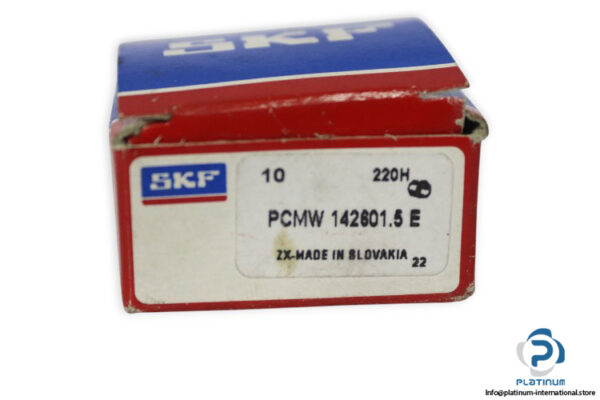 SKF
SKF
10 220H
PCMW 142601.5 E
ZX-MADE IN SLOVAKIA 22
PLATINUM
Info@platinum-international.store